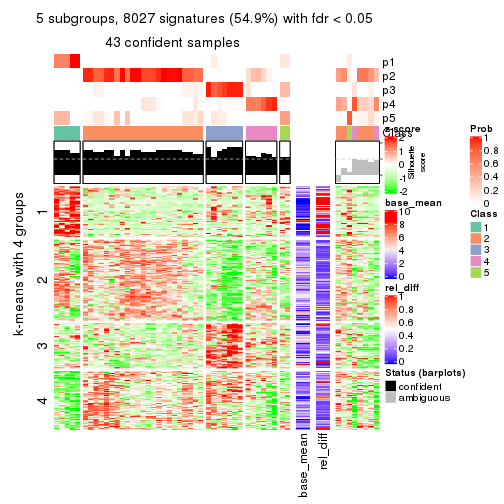 5 subgroups, 8027 signatures (54.9%) with fdr < 0.05
43 confident samples
p1
p2
p3
p4
p5
Class
Silhouette
score
k-means with 4 groups
1
2
3
4
base_mean
rel_diff
z-score
2
1
0
-1
-2
base_mean
10
8
6
4
2
0
rel_diff
1
0.8
0.6
0.4
0.2
0
Status (barplots)
confident
ambiguous
Prob
1
0.8
0.6
0.4
0.2
0
Class
1
2
3
4
5